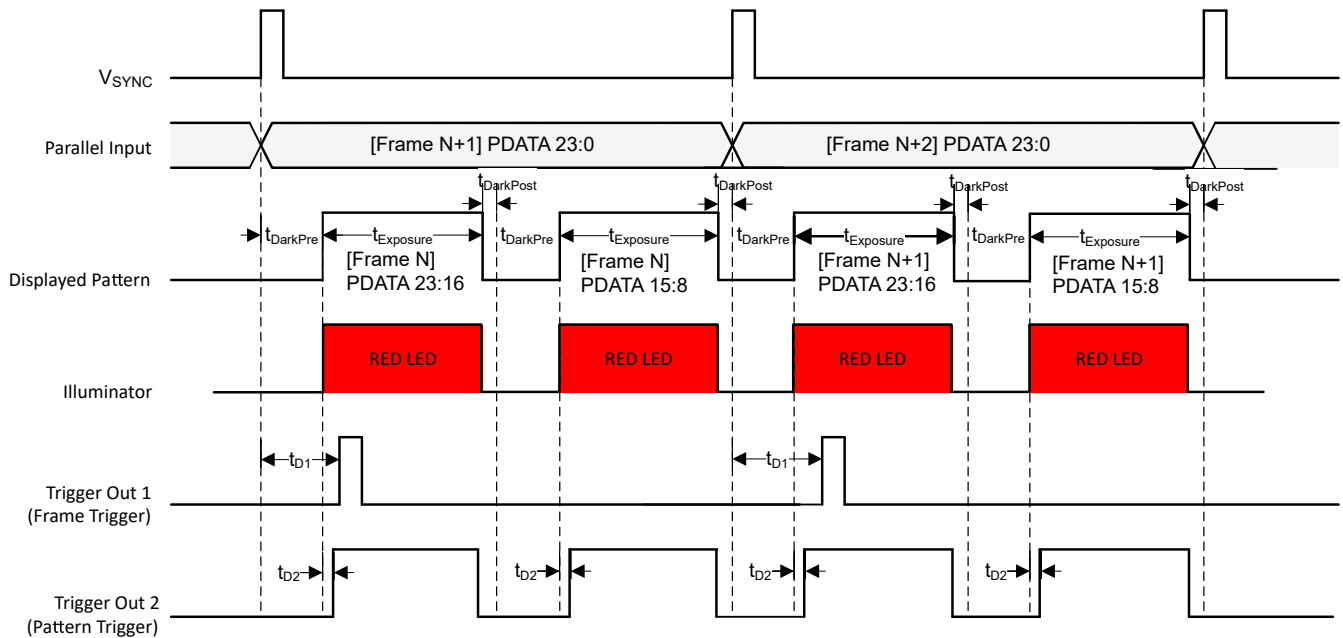 VSYNC
Parallel Input
[Frame N+1] PDATA 23:0
[Frame N+2] PDATA 23:0
tDarkPost
tDarkPost
tDarkPost
tDarkPost
Displayed Pattern
tDarkPre
tExposure
tDarkPre
tExposure
tDarkPre
tExposure
tDarkPre
tExposure
[Frame N]
PDATA 23:16
[Frame N]
PDATA 15:8
[Frame N+1]
PDATA 23:16
[Frame N+1]
PDATA 15:8
Illuminator
RED LED
RED LED
RED LED
RED LED
tD1
tD1
Trigger Out 1
(Frame Trigger)
tD2
tD2
tD2
tD2
Trigger Out 2
(Pattern Trigger)